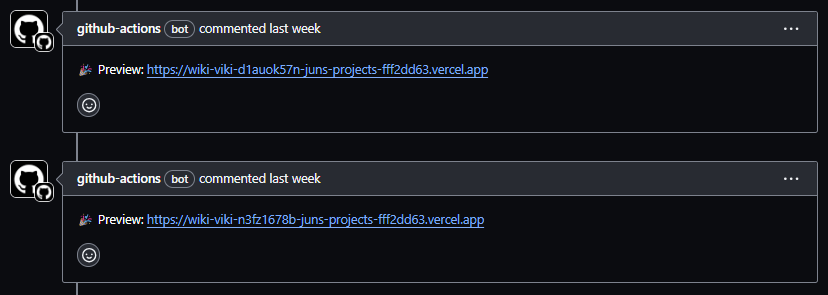 github-actions bot commented last week
🎉 Preview: https://wiki-viki-d1auok57n-juns-projects-fff2dd63.vercel.app
github-actions bot commented last week
🎉 Preview: https://wiki-viki-n3fz1678b-juns-projects-fff2dd63.vercel.app